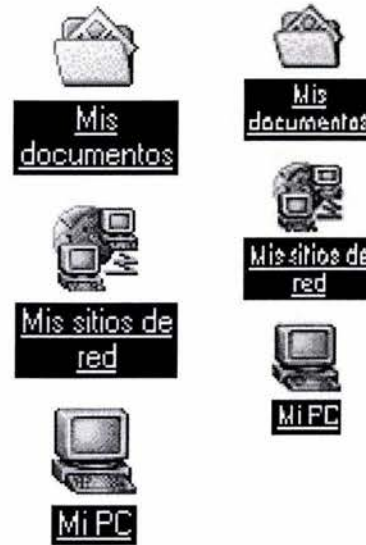 Mis
documentos
Mis sitios de
red
Mi PC
Mis
documentos
Mis sitios de
red
Mi PC